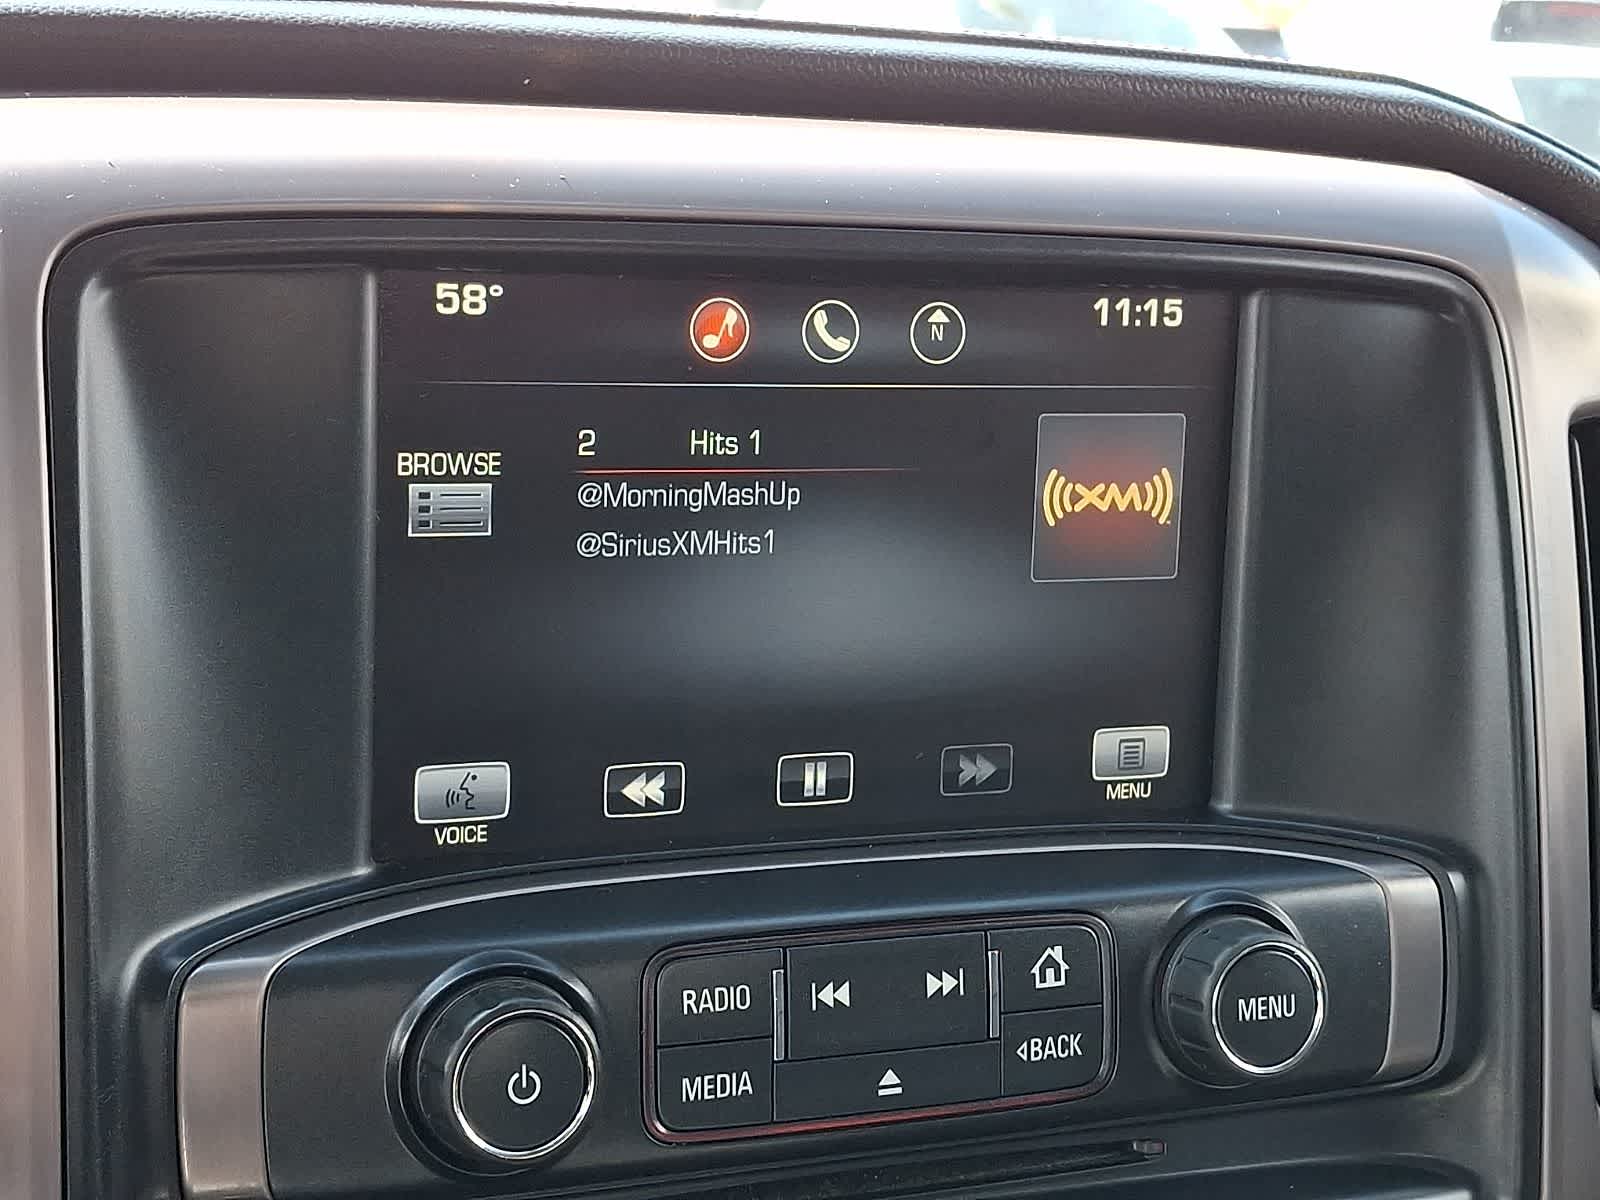 58° 11:15
N
2 Hits 1
BROWSE
@MorningMashUp
@SiriusXMHits1
XM
MENU
VOICE
RADIO
MEDIA
◁BACK
MENU